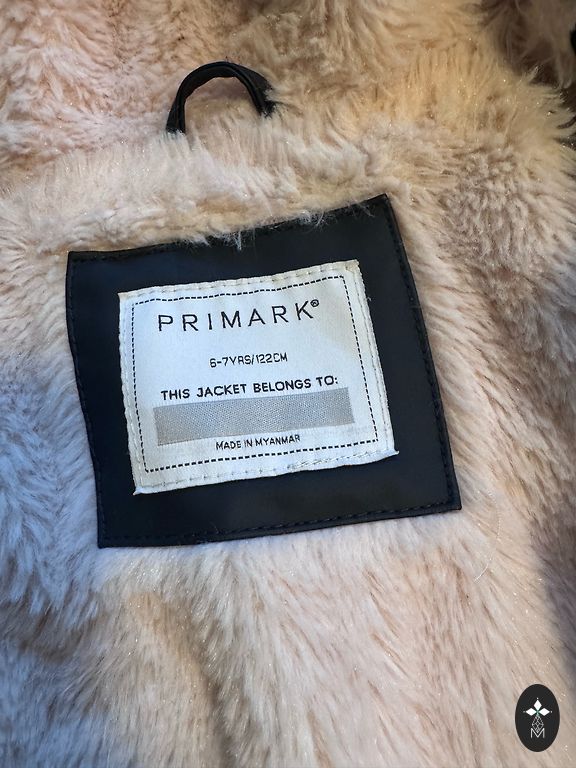 PRIMARK®
6-7YRS/122CM
THIS JACKET BELONGS TO:
MADE IN MYANMAR
M